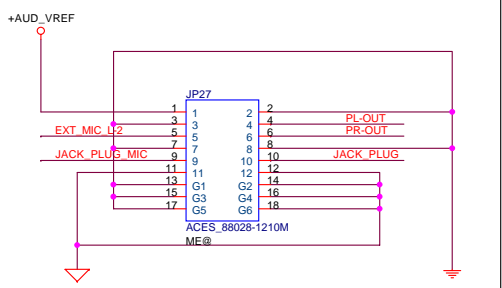 +AUD_VREF
JP27
1 1 2 2
3 3 4 4 PL-OUT
EXT_MIC_L-2 5 5 6 6 PR-OUT
7 7 8 8
JACK_PLUG_MIC 9 9 10 10 JACK_PLUG
11 11 12 12
13 G1 G2 14
15 G3 G4 16
17 G5 G6 18
ACES_88028-1210M
ME@